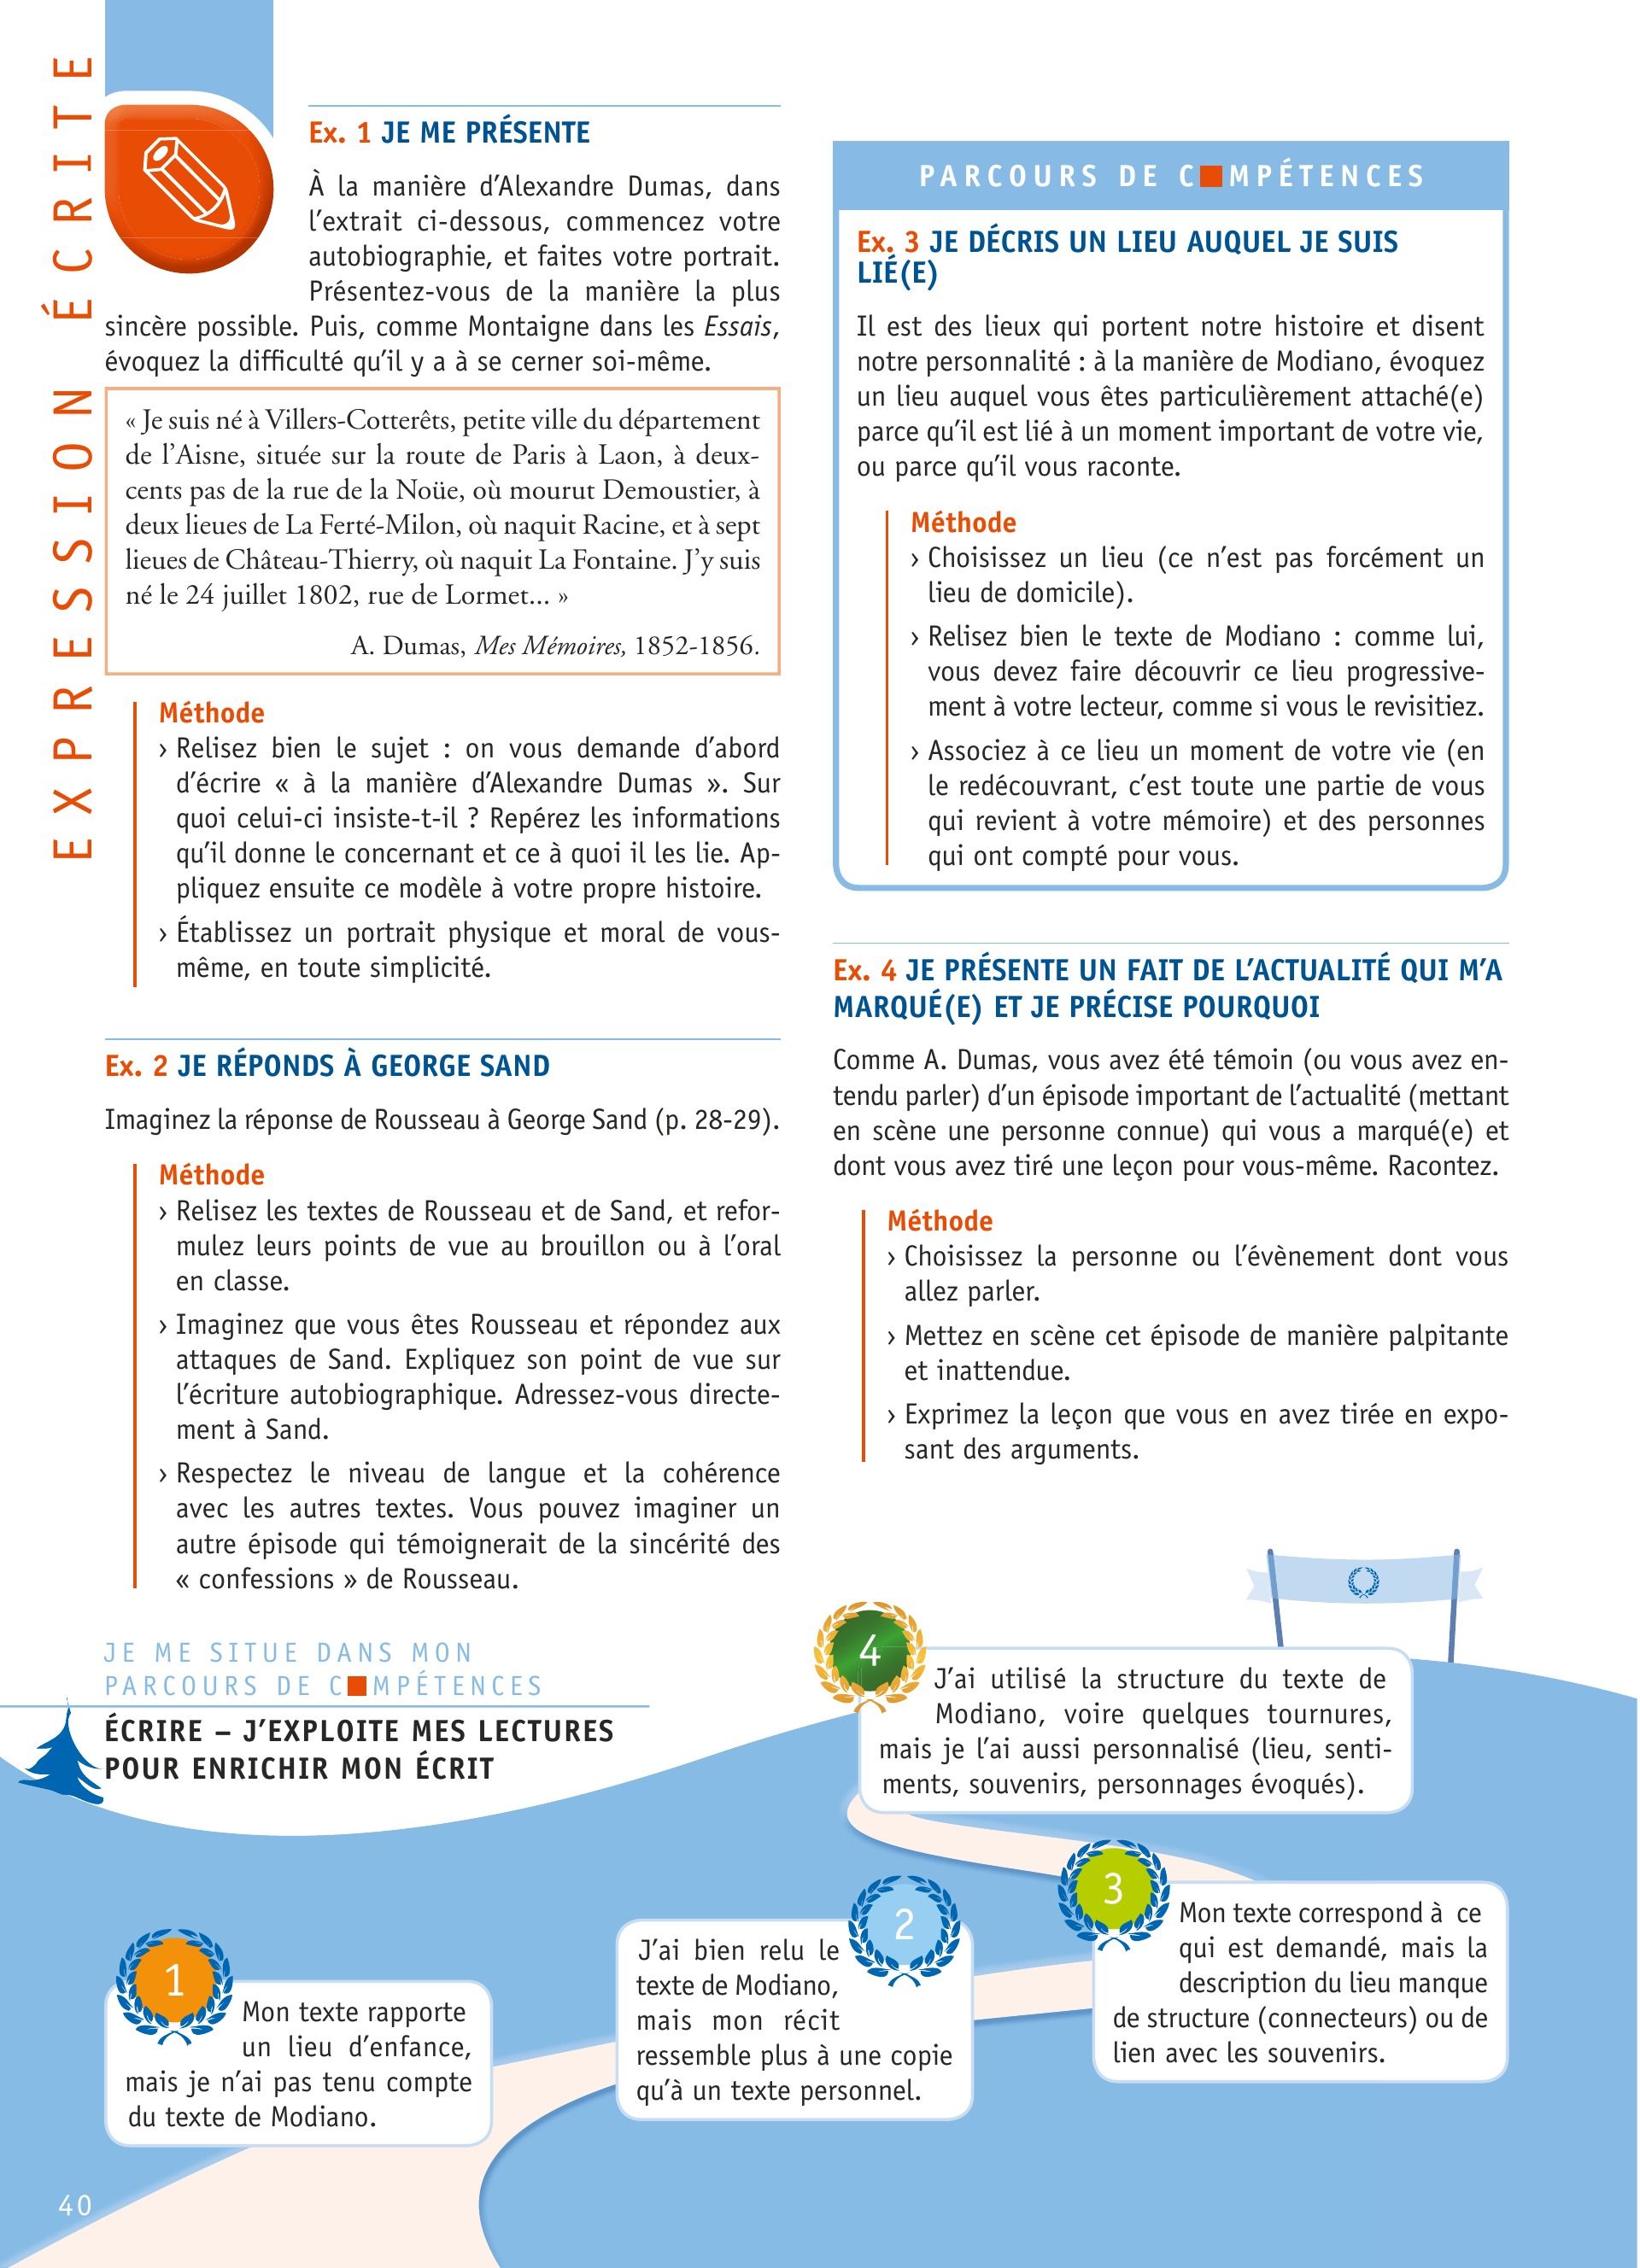 EXPRESSION ÉCRITE
Ex. 1 JE ME PRÉSENTE
À la manière d’Alexandre Dumas, dans
l’extrait ci-dessous, commencez votre
autobiographie, et faites votre portrait.
Présentez-vous de la manière la plus
sincère possible. Puis, comme Montaigne dans les Essais,
évoquez la difficulté qu’il y a à se cerner soi-même.
« Je suis né à Villers-Cotterêts, petite ville du département
de l’Aisne, située sur la route de Paris à Laon, à deux-
cents pas de la rue de la Noüe, où mourut Demoustier, à
deux lieues de La Ferté-Milon, où naquit Racine, et à sept
lieues de Château-Thierry, où naquit La Fontaine. J’y suis
né le 24 juillet 1802, rue de Lormet... »
A. Dumas, Mes Mémoires, 1852-1856.
Méthode
› Relisez bien le sujet : on vous demande d’abord
d’écrire « à la manière d’Alexandre Dumas ». Sur
quoi celui-ci insiste-t-il ? Repérez les informations
qu’il donne le concernant et ce à quoi il les lie. Ap-
pliquez ensuite ce modèle à votre propre histoire.
› Établissez un portrait physique et moral de vous-
même, en toute simplicité.
Ex. 2 JE RÉPONDS À GEORGE SAND
Imaginez la réponse de Rousseau à George Sand (p. 28-29).
Méthode
› Relisez les textes de Rousseau et de Sand, et refor-
mulez leurs points de vue au brouillon ou à l’oral
en classe.
› Imaginez que vous êtes Rousseau et répondez aux
attaques de Sand. Expliquez son point de vue sur
l’écriture autobiographique. Adressez-vous directe-
ment à Sand.
› Respectez le niveau de langue et la cohérence
avec les autres textes. Vous pouvez imaginer un
autre épisode qui témoignerait de la sincérité des
« confessions » de Rousseau.
PARCOURS DE C■MPÉTENCES
Ex. 3 JE DÉCRIS UN LIEU AUQUEL JE SUIS
LIÉ(E)
Il est des lieux qui portent notre histoire et disent
notre personnalité : à la manière de Modiano, évoquez
un lieu auquel vous êtes particulièrement attaché(e)
parce qu’il est lié à un moment important de votre vie,
ou parce qu’il vous raconte.
Méthode
› Choisissez un lieu (ce n’est pas forcément un
lieu de domicile).
› Relisez bien le texte de Modiano : comme lui,
vous devez faire découvrir ce lieu progressive-
ment à votre lecteur, comme si vous le revisitiez.
› Associez à ce lieu un moment de votre vie (en
le redécouvrant, c’est toute une partie de vous
qui revient à votre mémoire) et des personnes
qui ont compté pour vous.
Ex. 4 JE PRÉSENTE UN FAIT DE L’ACTUALITÉ QUI M’A
MARQUÉ(E) ET JE PRÉCISE POURQUOI
Comme A. Dumas, vous avez été témoin (ou vous avez en-
tendu parler) d’un épisode important de l’actualité (mettant
en scène une personne connue) qui vous a marqué(e) et
dont vous avez tiré une leçon pour vous-même. Racontez.
Méthode
› Choisissez la personne ou l’évènement dont vous
allez parler.
› Mettez en scène cet épisode de manière palpitante
et inattendue.
› Exprimez la leçon que vous en avez tirée en expo-
sant des arguments.
JE ME SITUE DANS MON
PARCOURS DE C■MPÉTENCES
ÉCRIRE – J’EXPLOITE MES LECTURES
POUR ENRICHIR MON ÉCRIT
1
Mon texte rapporte
un lieu d’enfance,
mais je n’ai pas tenu compte
du texte de Modiano.
2
J’ai bien relu le
texte de Modiano,
mais mon récit
ressemble plus à une copie
qu’à un texte personnel.
3
Mon texte correspond à ce
qui est demandé, mais la
description du lieu manque
de structure (connecteurs) ou de
lien avec les souvenirs.
4
J’ai utilisé la structure du texte de
Modiano, voire quelques tournures,
mais je l’ai aussi personnalisé (lieu, senti-
ments, souvenirs, personnages évoqués).
40